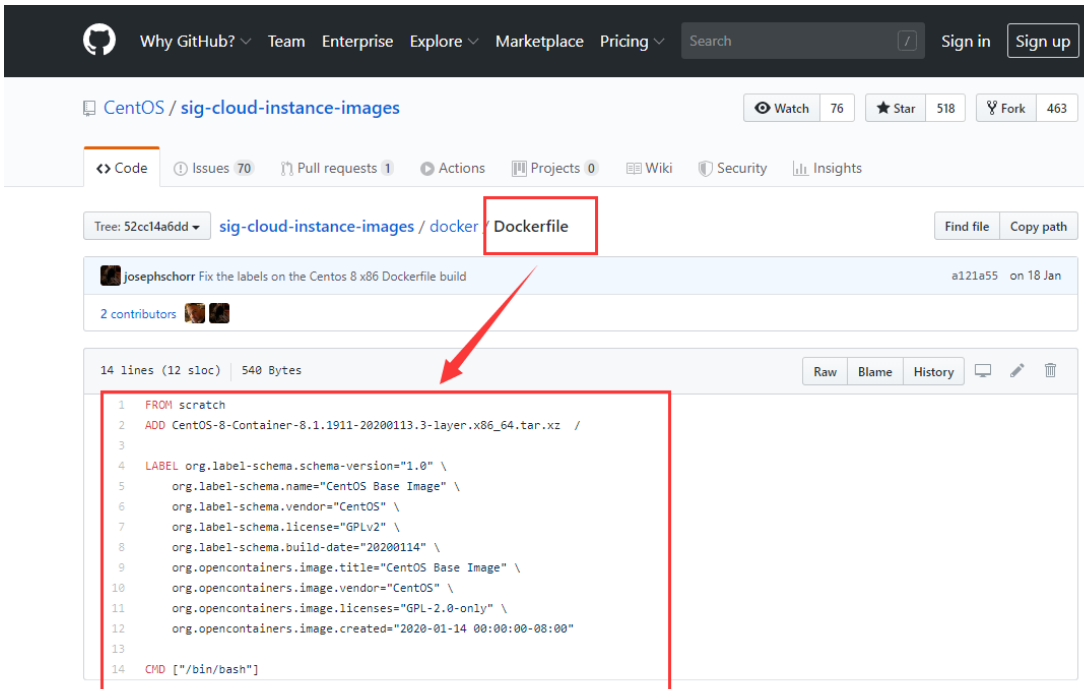 Why GitHub? Team Enterprise Explore Marketplace Pricing Search / Sign in Sign up
CentOS / sig-cloud-instance-images Watch 76 Star 518 Fork 463
Code Issues 70 Pull requests 1 Actions Projects 0 Wiki Security Insights
Tree: 52cc14a6dd sig-cloud-instance-images / docker / Dockerfile Find file Copy path
josephschorr Fix the labels on the Centos 8 x86 Dockerfile build a121a55 on 18 Jan
2 contributors
14 lines (12 sloc) 540 Bytes Raw Blame History
1 FROM scratch
2 ADD CentOS-8-Container-8.1.1911-20200113.3-layer.x86_64.tar.xz /
3
4 LABEL org.label-schema.schema-version="1.0" \
5 org.label-schema.name="CentOS Base Image" \
6 org.label-schema.vendor="CentOS" \
7 org.label-schema.license="GPLv2" \
8 org.label-schema.build-date="20200114" \
9 org.opencontainers.image.title="CentOS Base Image" \
10 org.opencontainers.image.vendor="CentOS" \
11 org.opencontainers.image.licenses="GPL-2.0-only" \
12 org.opencontainers.image.created="2020-01-14 00:00:00-08:00"
13
14 CMD ["/bin/bash"]